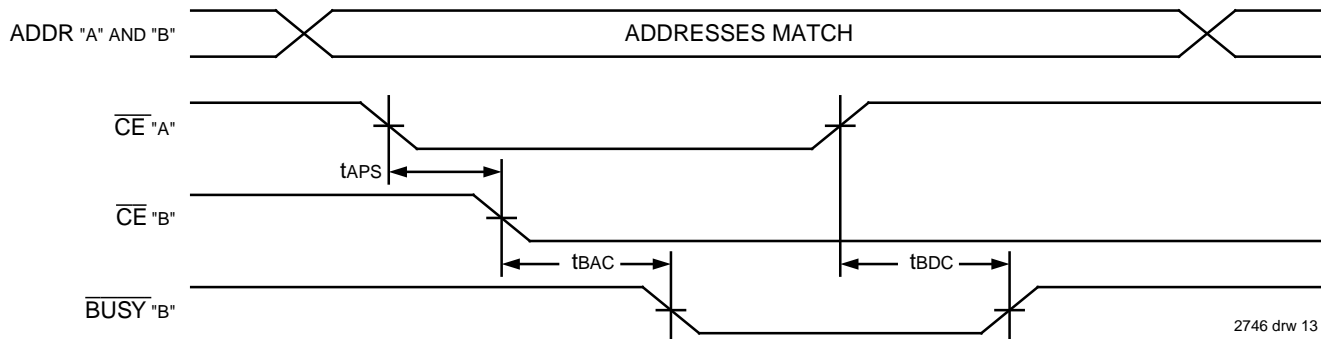 ADDR "A" AND "B"
ADDRESSES MATCH
CE "A"
tAPS
CE "B"
tBAC
tBDC
BUSY "B"
2746 drw 13